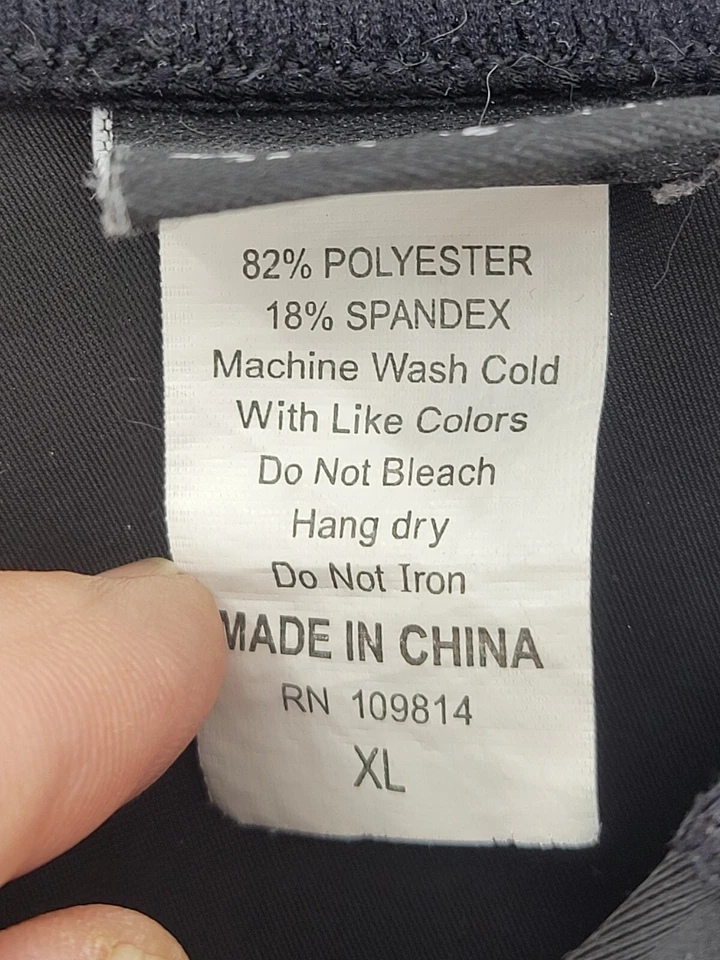 82% POLYESTER
18% SPANDEX
Machine Wash Cold
With Like Colors
Do Not Bleach
Hang dry
Do Not Iron
MADE IN CHINA
RN 109814
XL